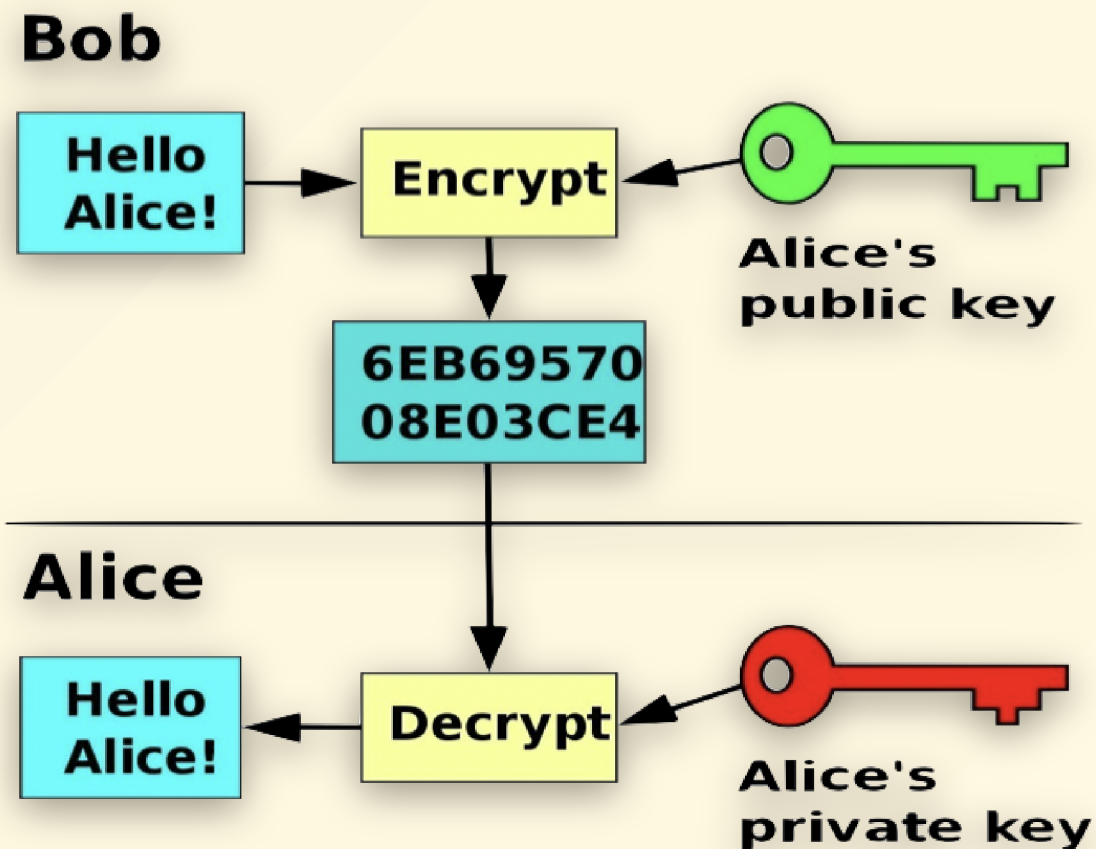 Bob
Hello
Alice!
Encrypt
Alice's
public key
6EB69570
08E03CE4
Alice
Hello
Alice!
Decrypt
Alice's
private key